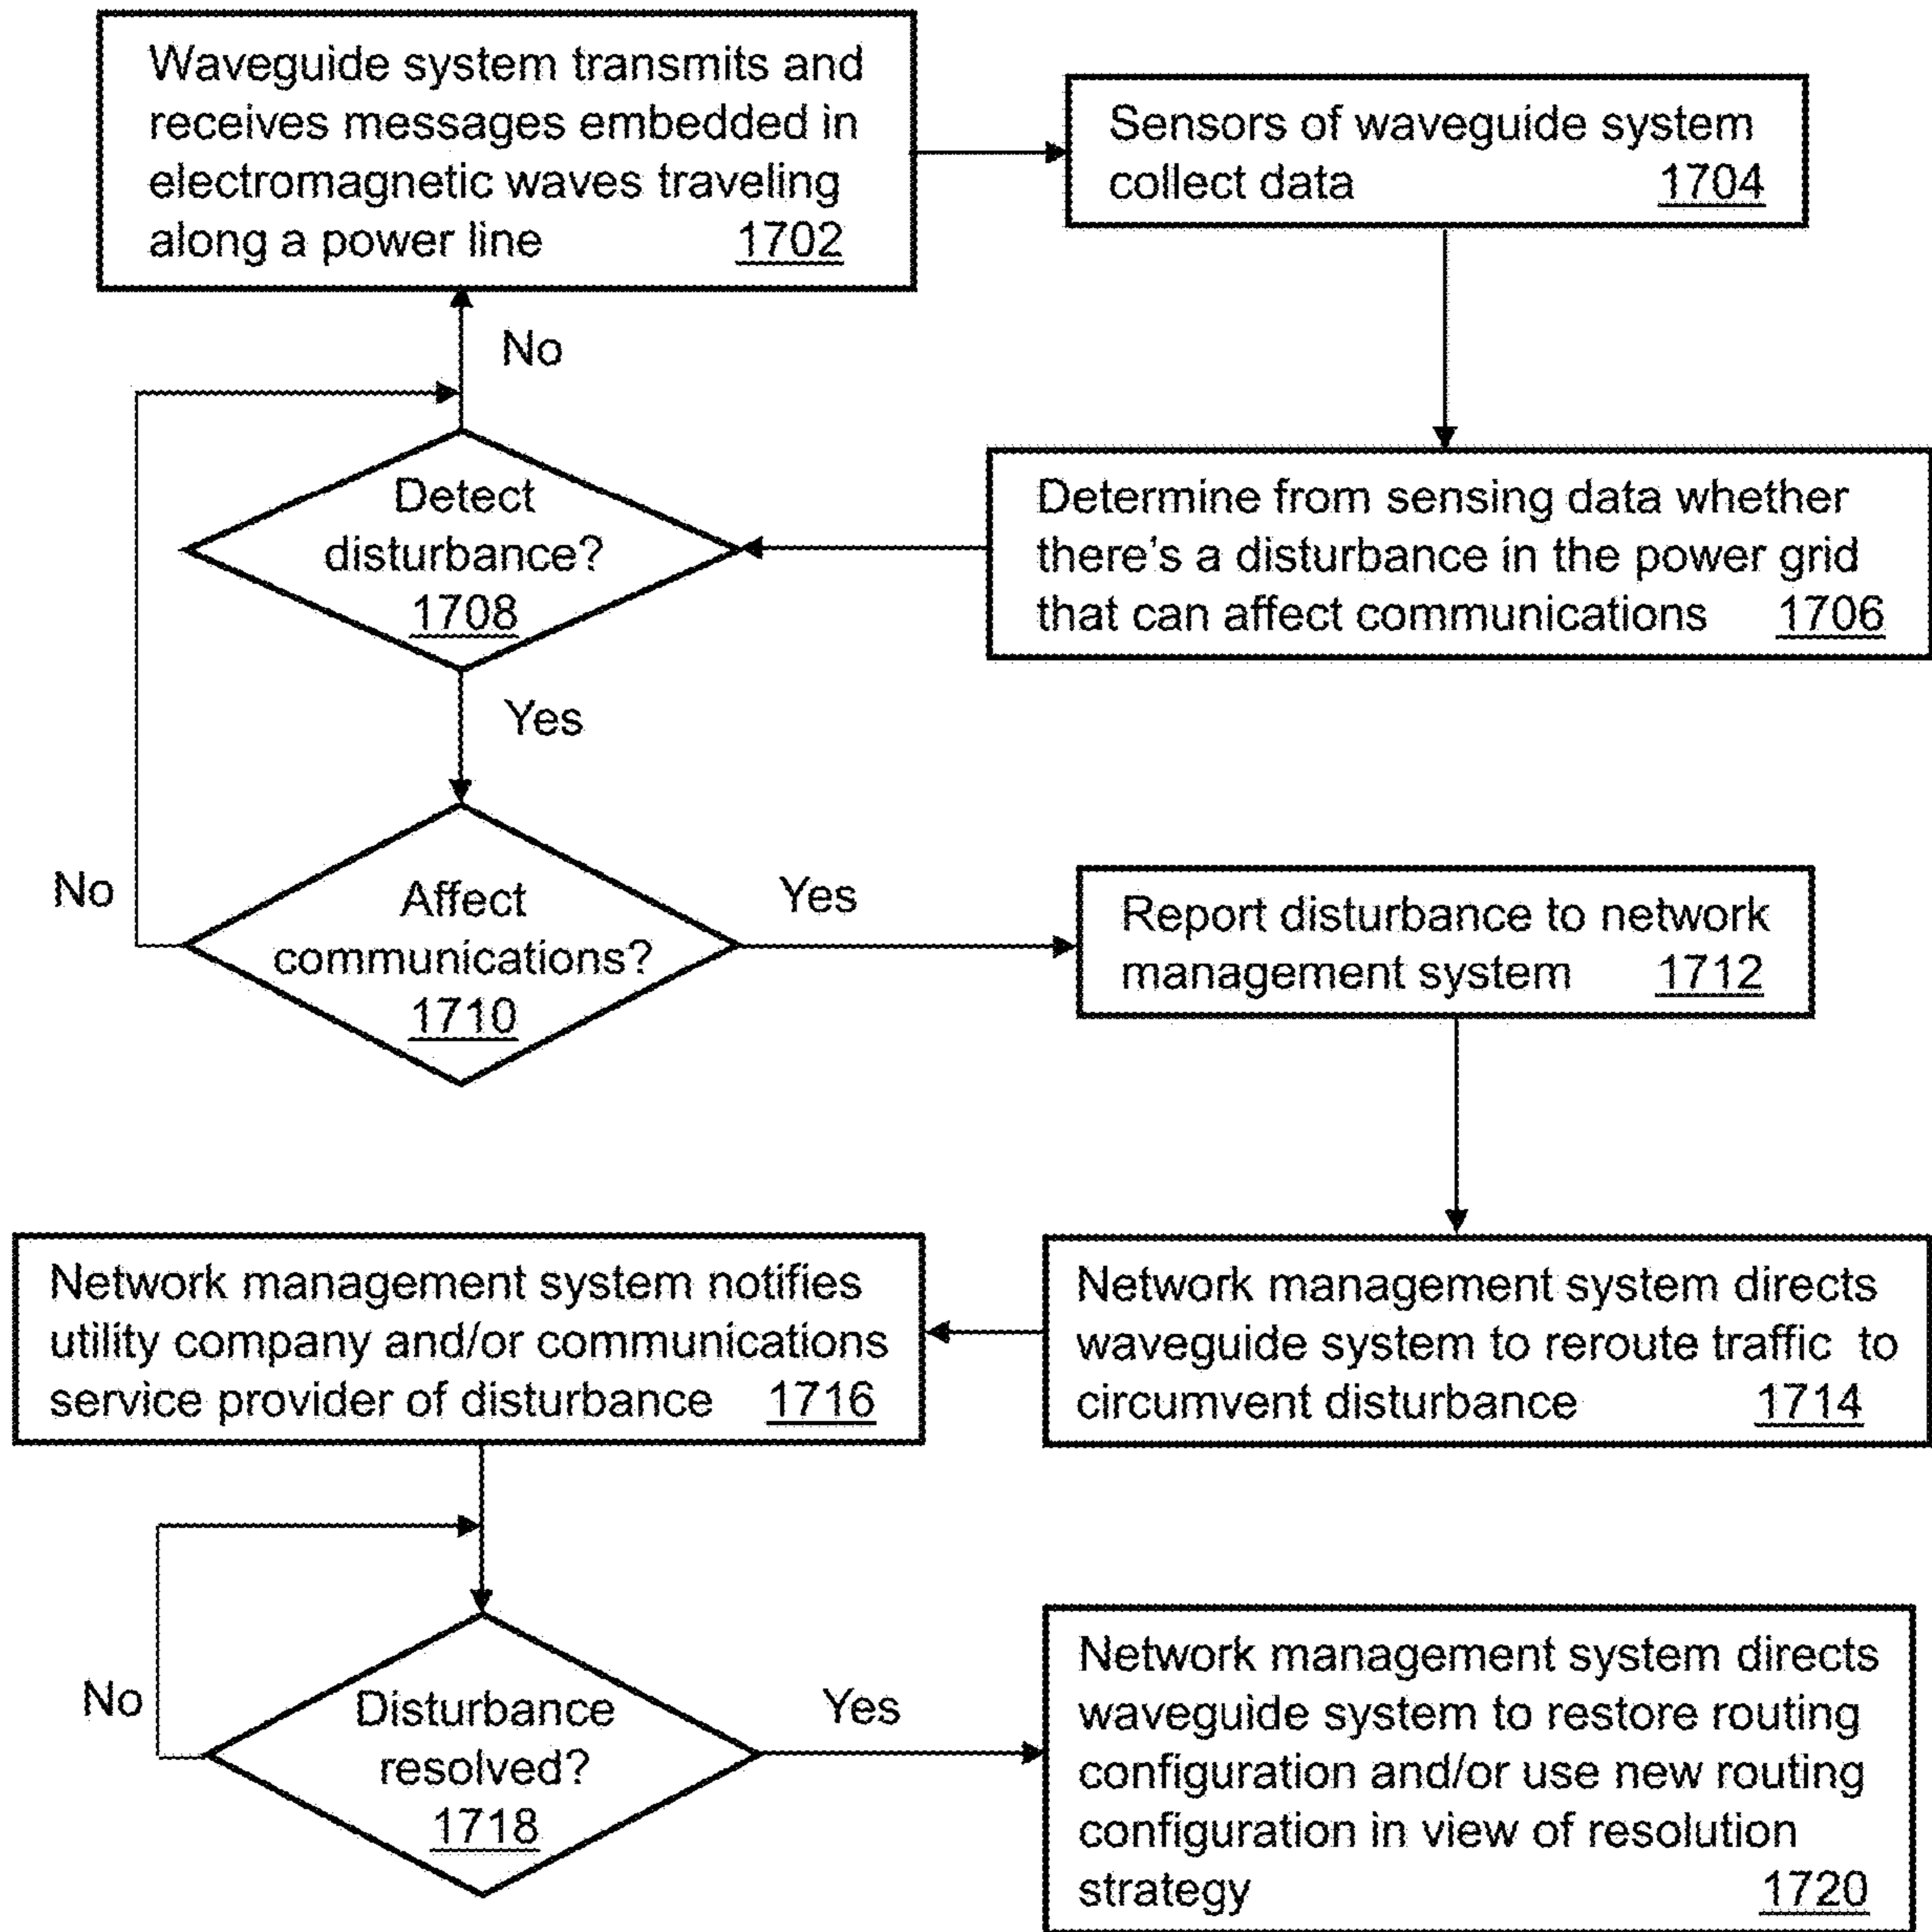 Waveguide system transmits and
receives messages embedded in
electromagnetic waves traveling
along a power line 1702
Sensors of waveguide system
collect data 1704
No
Detect
disturbance?
1708
Determine from sensing data whether
there's a disturbance in the power grid
that can affect communications 1706
Yes
No
Affect
communications?
1710
Yes
Report disturbance to network
management system 1712
Network management system notifies
utility company and/or communications
service provider of disturbance 1716
Network management system directs
waveguide system to reroute traffic to
circumvent disturbance 1714
No
Disturbance
resolved?
1718
Yes
Network management system directs
waveguide system to restore routing
configuration and/or use new routing
configuration in view of resolution
strategy 1720